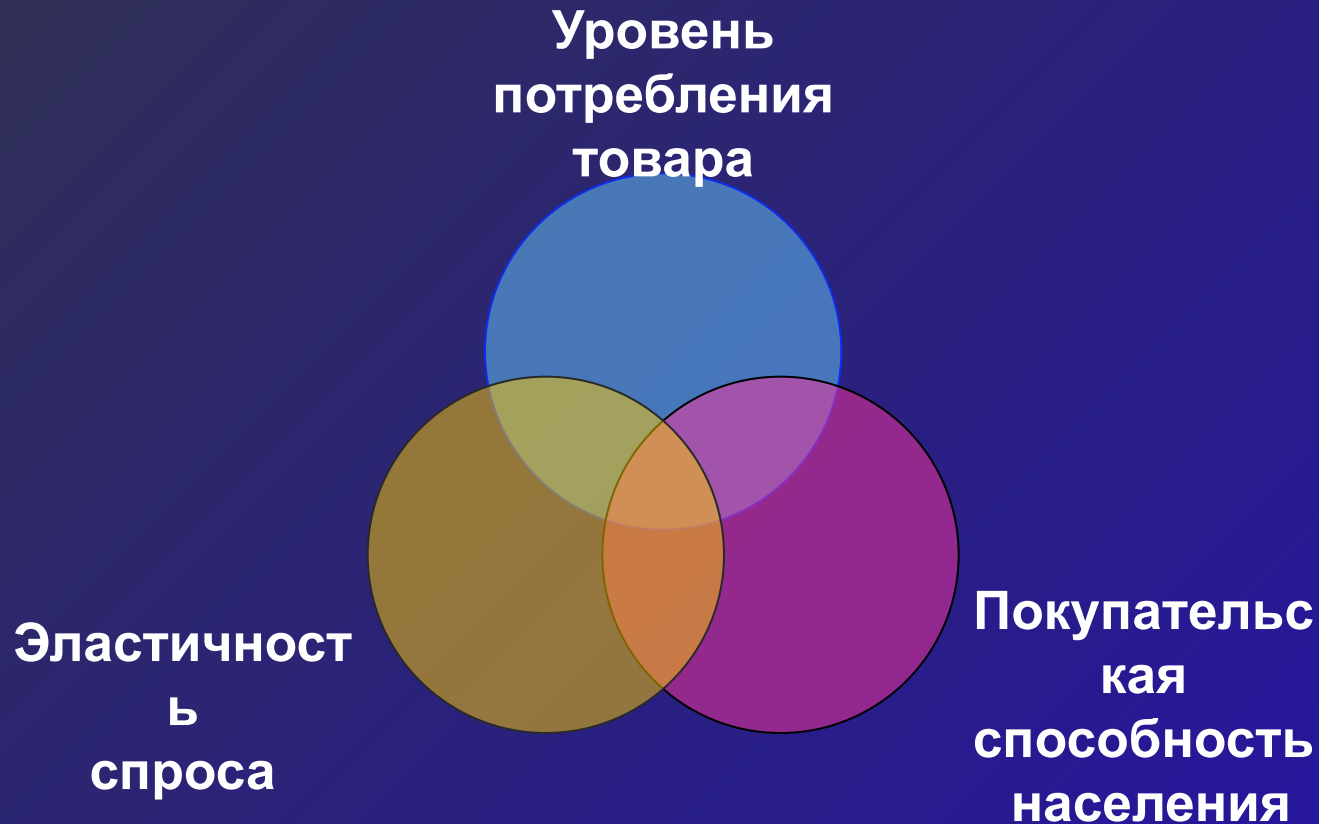 Уровень
потребления
товара
Эластичност
ь
спроса
Покупательс
кая
способность
населения